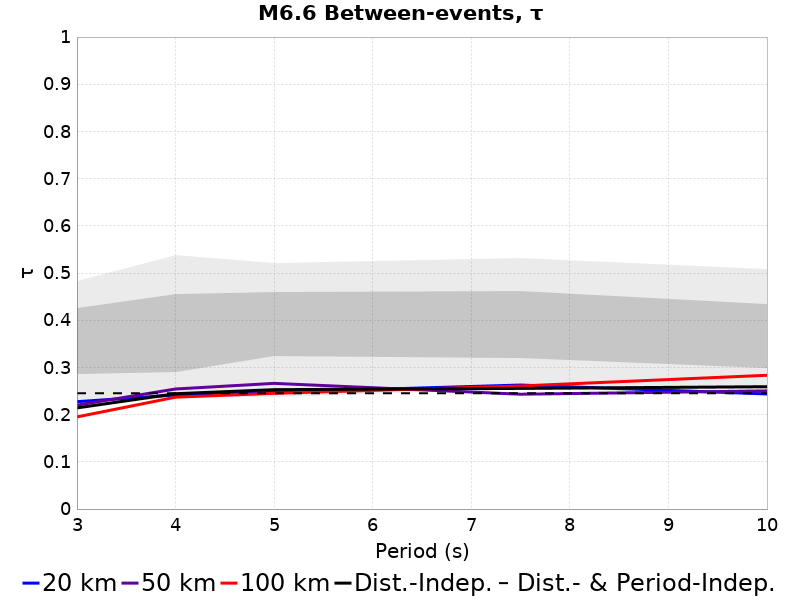 M6.6 Between-events, τ
1
0.9
0.8
0.7
0.6
0.5
0.4
0.3
0.2
0.1
0
τ
3 4 5 6 7 8 9 10
Period (s)
20 km 50 km 100 km Dist.-Indep. Dist.- & Period-Indep.